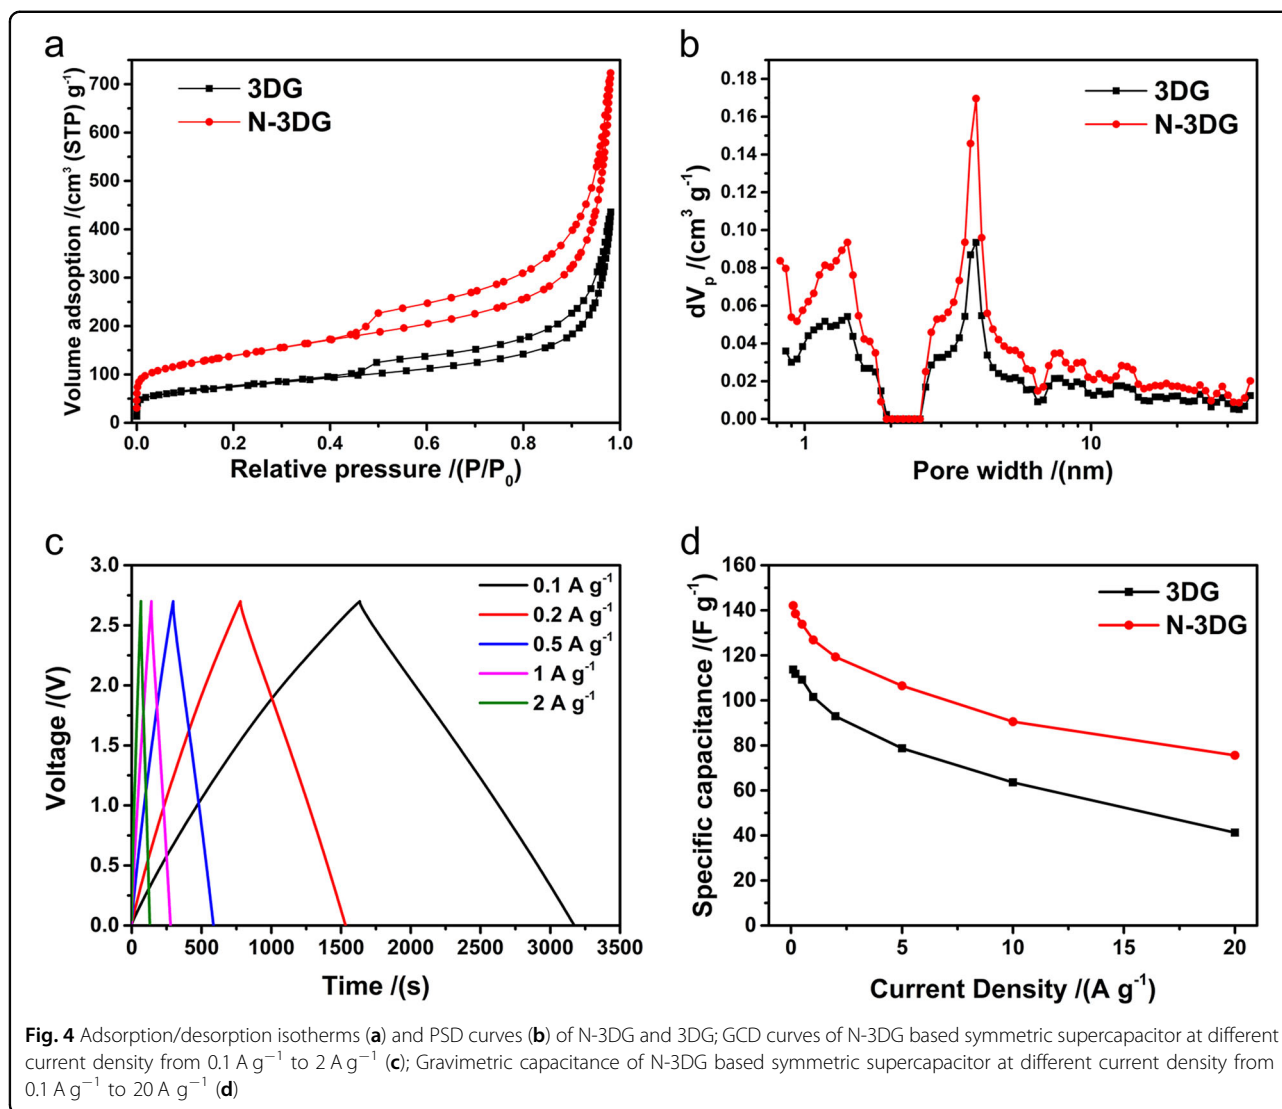 a
3DG
N-3DG
Volume adsoption /(cm³ (STP) g⁻¹)
700
600
500
400
300
200
100
0
0.0 0.2 0.4 0.6 0.8 1.0
Relative pressure /(P/P₀)
b
3DG
N-3DG
dVₚ /(cm³ g⁻¹)
0.18
0.16
0.14
0.12
0.10
0.08
0.06
0.04
0.02
0.00
1 10
Pore width /(nm)
c
0.1 A g⁻¹
0.2 A g⁻¹
0.5 A g⁻¹
1 A g⁻¹
2 A g⁻¹
Voltage /(V)
3.0
2.5
2.0
1.5
1.0
0.5
0.0
0 500 1000 1500 2000 2500 3000 3500
Time /(s)
d
3DG
N-3DG
Specific capacitance /(F g⁻¹)
160
140
120
100
80
60
40
20
0
0 5 10 15 20
Current Density /(A g⁻¹)
Fig. 4 Adsorption/desorption isotherms (a) and PSD curves (b) of N-3DG and 3DG; GCD curves of N-3DG based symmetric supercapacitor at different
current density from 0.1 A g⁻¹ to 2 A g⁻¹ (c); Gravimetric capacitance of N-3DG based symmetric supercapacitor at different current density from
0.1 A g⁻¹ to 20 A g⁻¹ (d)